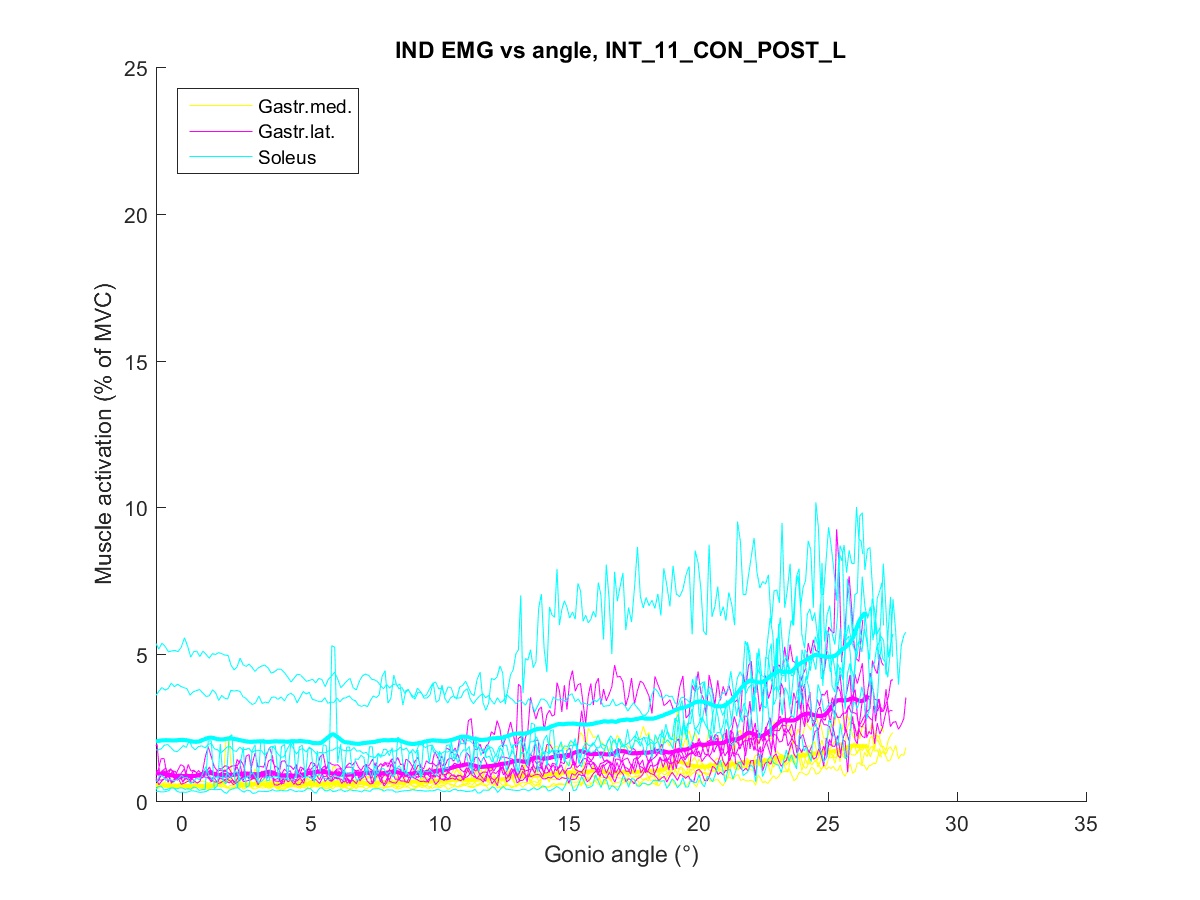 IND EMG vs angle, INT_11_CON_POST_L
25
20
15
10
5
0
Gastr.med.
Gastr.lat.
Soleus
Muscle activation (% of MVC)
0 5 10 15 20 25 30 35
Gonio angle (°)